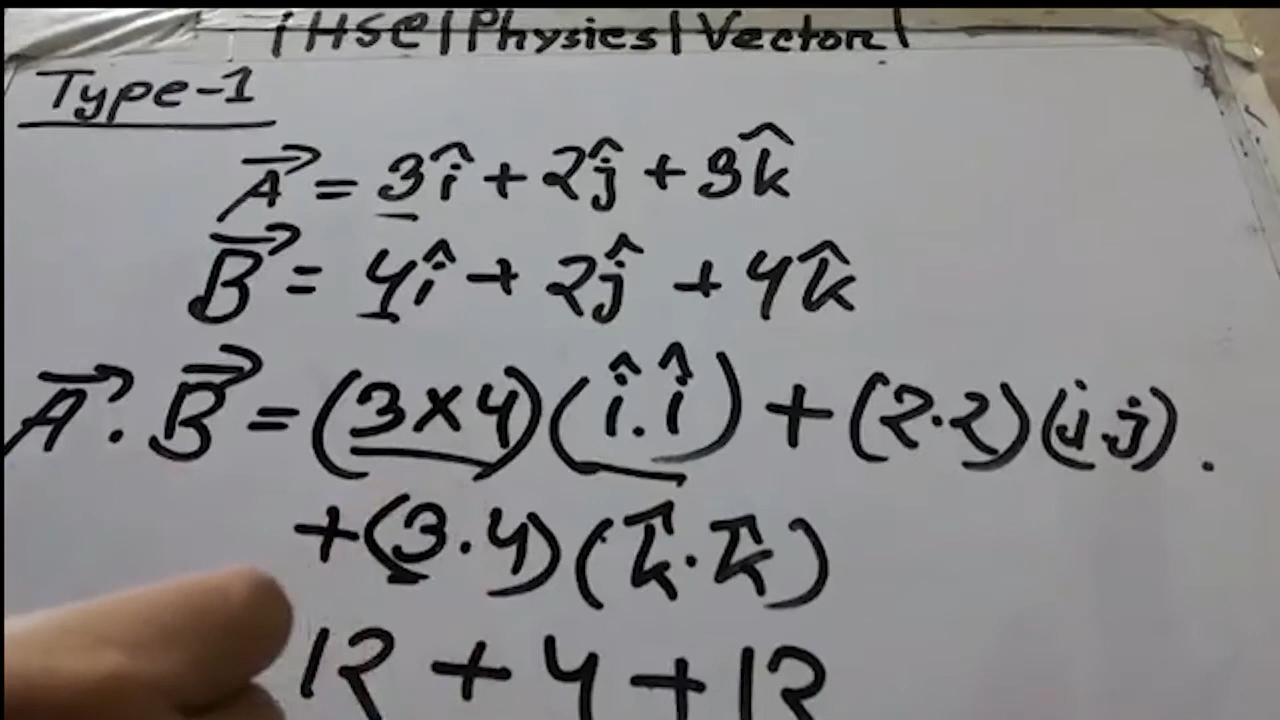 |HSC|Physics|Vector|
Type-1
A⃗ = 3î + 2ĵ + 3k̂
B⃗ = 4î + 2ĵ + 4k̂
A⃗ . B⃗ = (3×4)(î.î) + (2.2)(j.j).
+(3.4)(k̂.k̂)
12 + 4 + 12